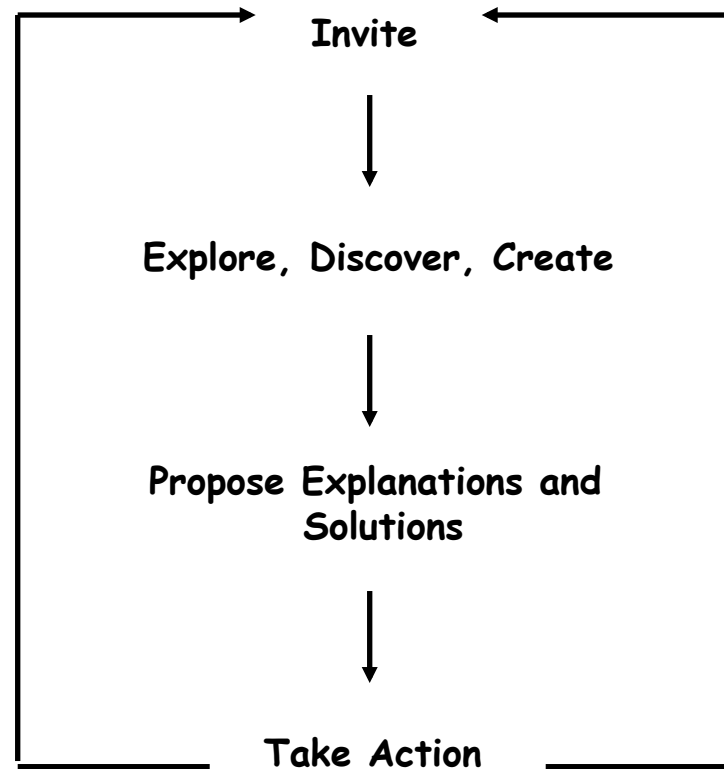 Invite
Explore, Discover, Create
Propose Explanations and
Solutions
Take Action